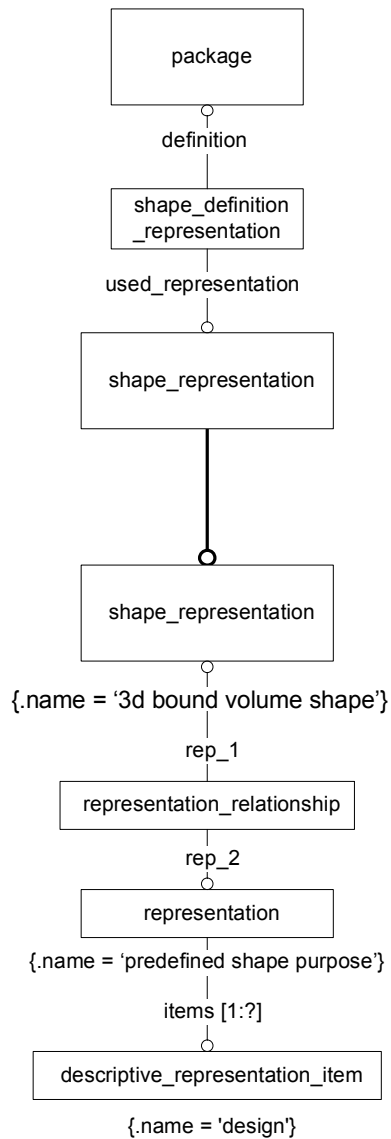 package
definition
shape_definition
_representation
used_representation
shape_representation
shape_representation
{.name = ‘3d bound volume shape’}
rep_1
representation_relationship
rep_2
representation
{.name = ‘predefined shape purpose’}
items [1:?]
descriptive_representation_item
{.name = 'design'}